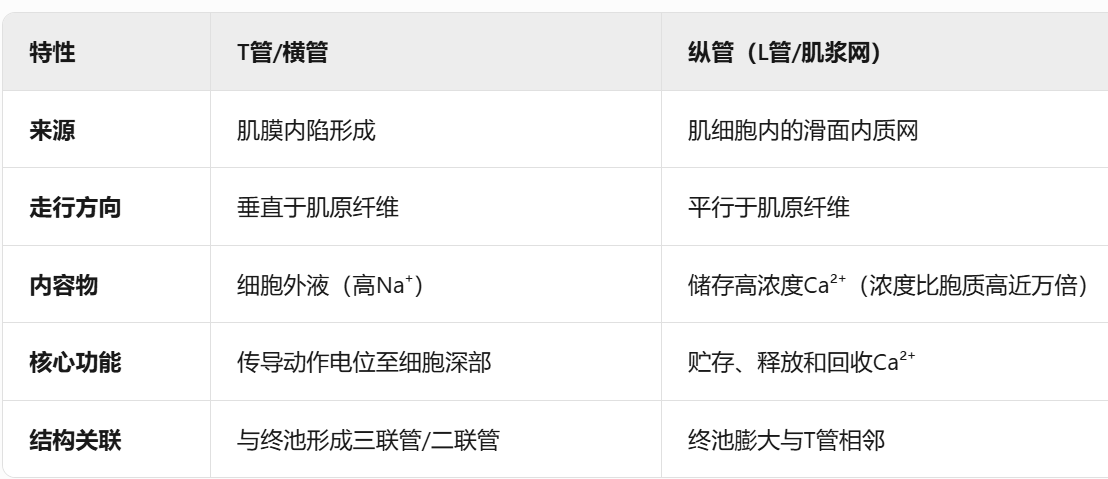 特性 T管/横管 纵管（L管/肌浆网）
来源 肌膜内陷形成 肌细胞内的滑面内质网
走行方向 垂直于肌原纤维 平行于肌原纤维
内容物 细胞外液（高Na⁺） 储存高浓度Ca²⁺（浓度比胞质高近万倍）
核心功能 传导动作电位至细胞深部 贮存、释放和回收Ca²⁺
结构关联 与终池形成三联管/二联管 终池膨大与T管相邻